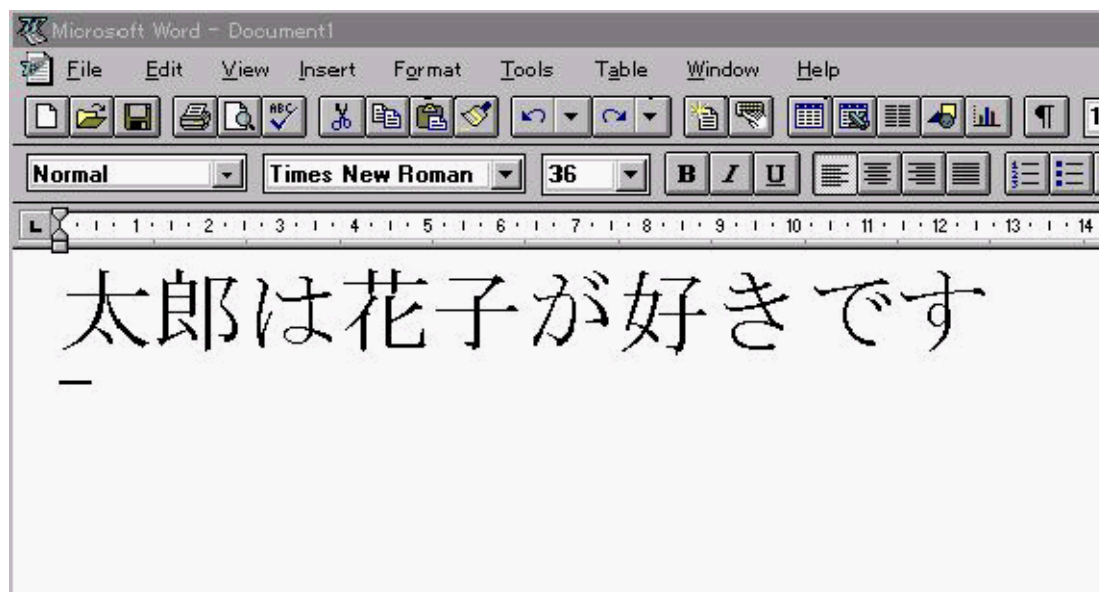 Microsoft Word - Document1
File Edit View Insert Format Tools Table Window Help
ABC ¶ 1
Normal Times New Roman 36 B I U
1 2 3 4 5 6 7 8 9 10 11 12 13 14
太郎は花子が好きです